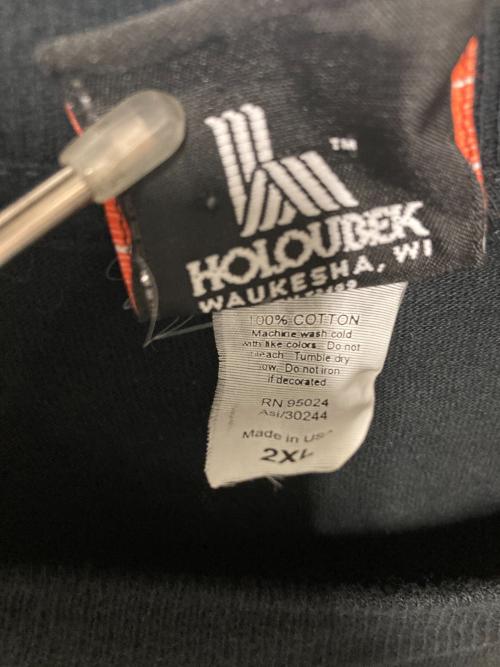 TM
HOLOUBEK
WAUKESHA, WI
100% COTTON
Machine wash cold
with like colors. Do not
bleach. Tumble dry
low. Do not iron
if decorated
RN 95024
Asi/30244
Made in USA
2XL